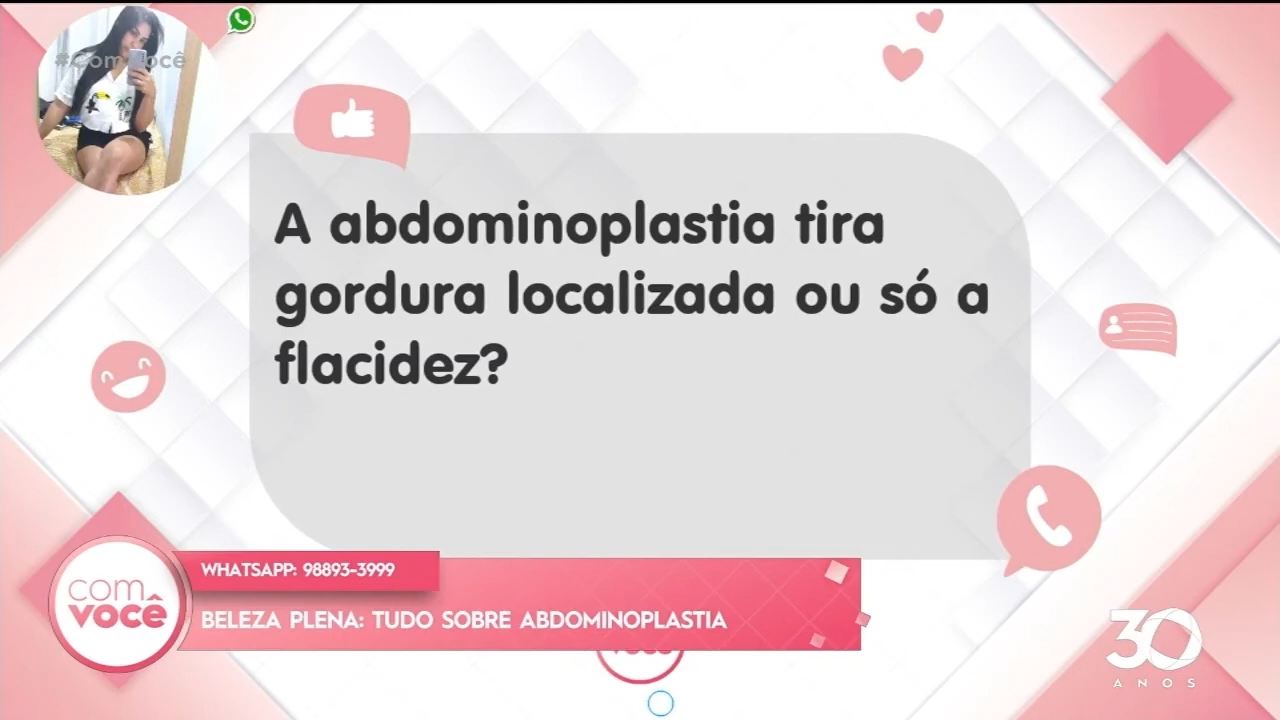 #ComVocê
A abdominoplastia tira
gordura localizada ou só a
flacidez?
WHATSAPP: 98893-3999
com
você
BELEZA PLENA: TUDO SOBRE ABDOMINOPLASTIA
30
ANOS